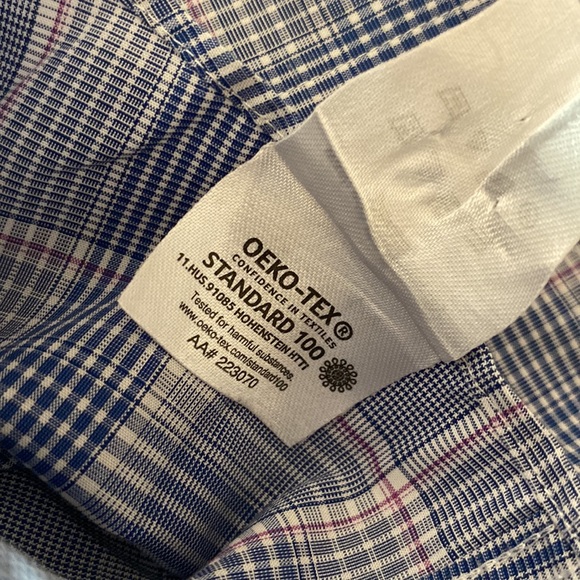 OEKO-TEX®
CONFIDENCE IN TEXTILES
STANDARD 100
11.HUS.91085 HOHENSTEIN HTTI
Tested for harmful substances.
www.oeko-tex.com/standard100
AA# 223070